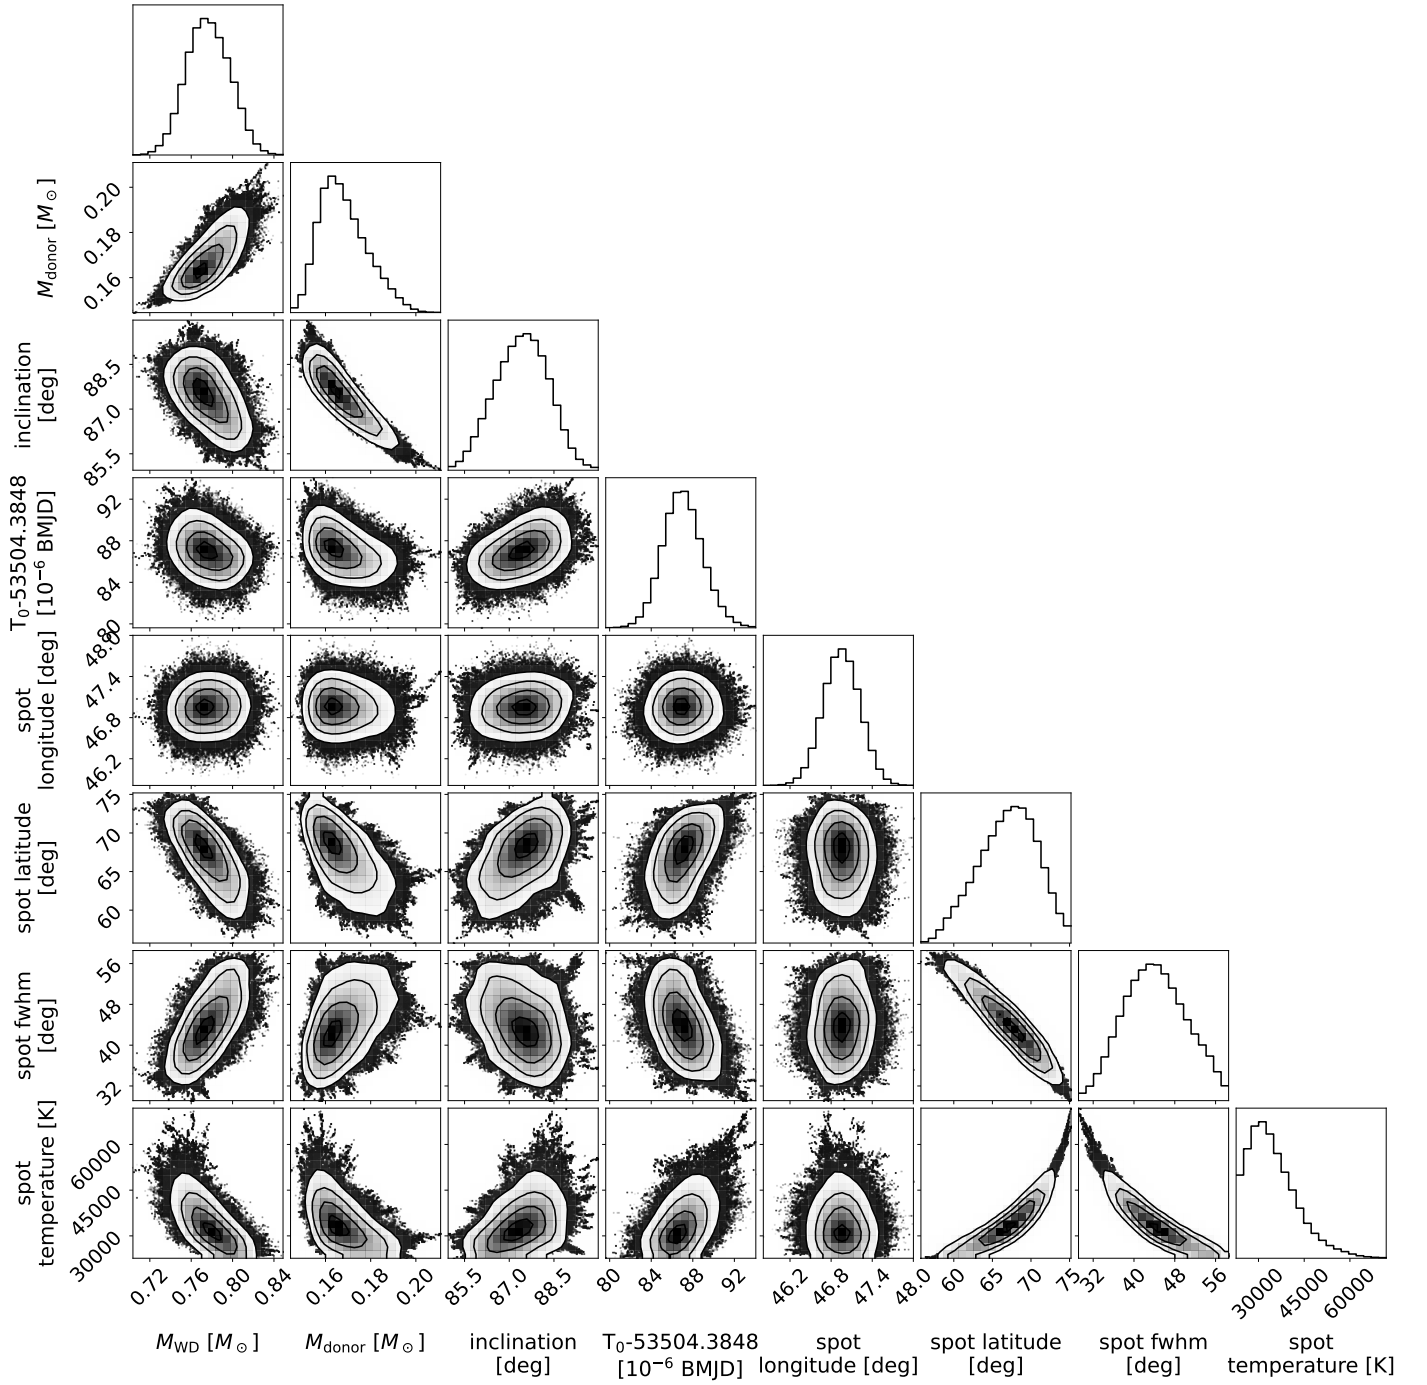 0.20
0.18
0.16
M_donor [M_⊙]
88.5
87.0
85.5
inclination
[deg]
92
88
84
80
T₀-53504.3848
[10⁻⁶ BMJD]
48.0
47.4
46.8
46.2
spot
longitude [deg]
75
70
65
60
spot latitude
[deg]
56
48
40
32
spot fwhm
[deg]
60000
45000
30000
spot
temperature [K]
0.72 0.76 0.80 0.84 0.16 0.18 0.20 85.5 87.0 88.5 80 84 88 92 46.2 46.8 47.4 48.0 60 65 70 75 32 40 48 56 30000 45000 60000
M_WD [M_⊙] M_donor [M_⊙] inclination T₀-53504.3848 spot spot latitude spot fwhm spot
[deg] [10⁻⁶ BMJD] longitude [deg] [deg] [deg] temperature [K]